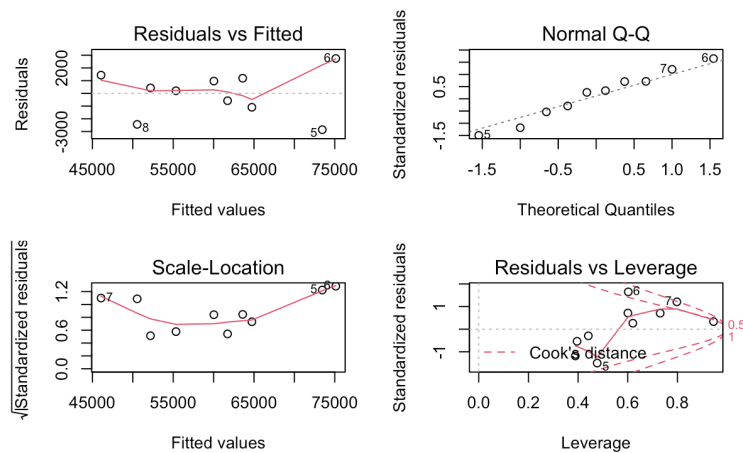 Residuals vs Fitted
Residuals
2000
-3000
6
8
5
45000 55000 65000 75000
Fitted values
Normal Q-Q
Standardized residuals
0.5
-1.5
5
7
6
-1.5 -0.5 0.5 1.0 1.5
Theoretical Quantiles
Scale-Location
√|Standardized residuals
1.2
0.6
0.0
7
5
6
45000 55000 65000 75000
Fitted values
Residuals vs Leverage
Standardized residuals
1
-1
6
7
5
0.5
1
Cook's distance
0.0 0.2 0.4 0.6 0.8
Leverage